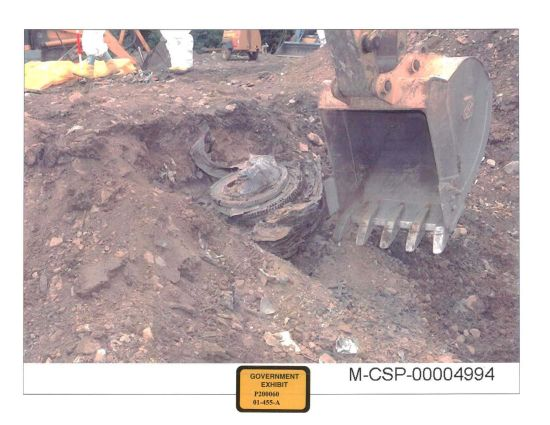 M-CSP-00004994
GOVERNMENT
EXHIBIT
P200060
01-455-A